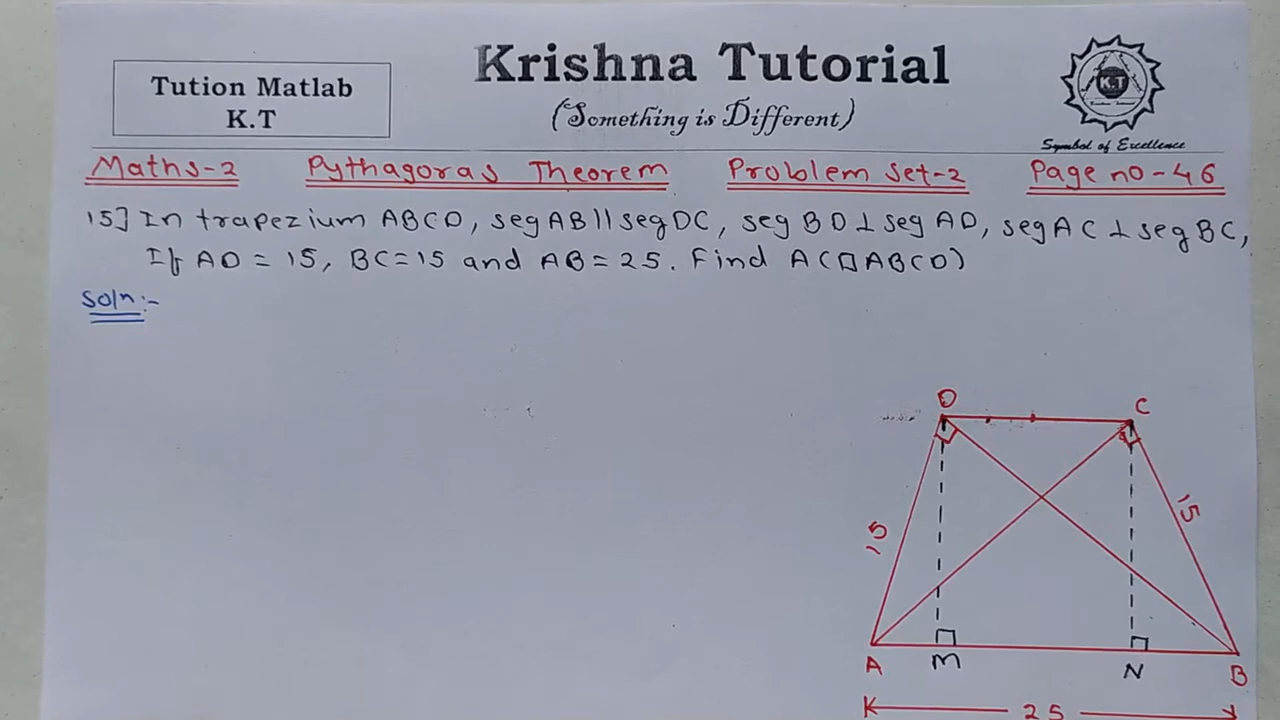 Tution Matlab
K.T
Krishna Tutorial
(Something is Different)
K.T
Symbol of Excellence
Maths-2 Pythagoras Theorem Problem Set-2 Page no-46
15] In trapezium ABCD, seg AB || seg DC, seg BD ⊥ seg AD, seg AC ⊥ seg BC,
If AD = 15, BC = 15 and AB = 25. Find A(□ABCD)
Soln:-
D C
15 15
A M N B
25